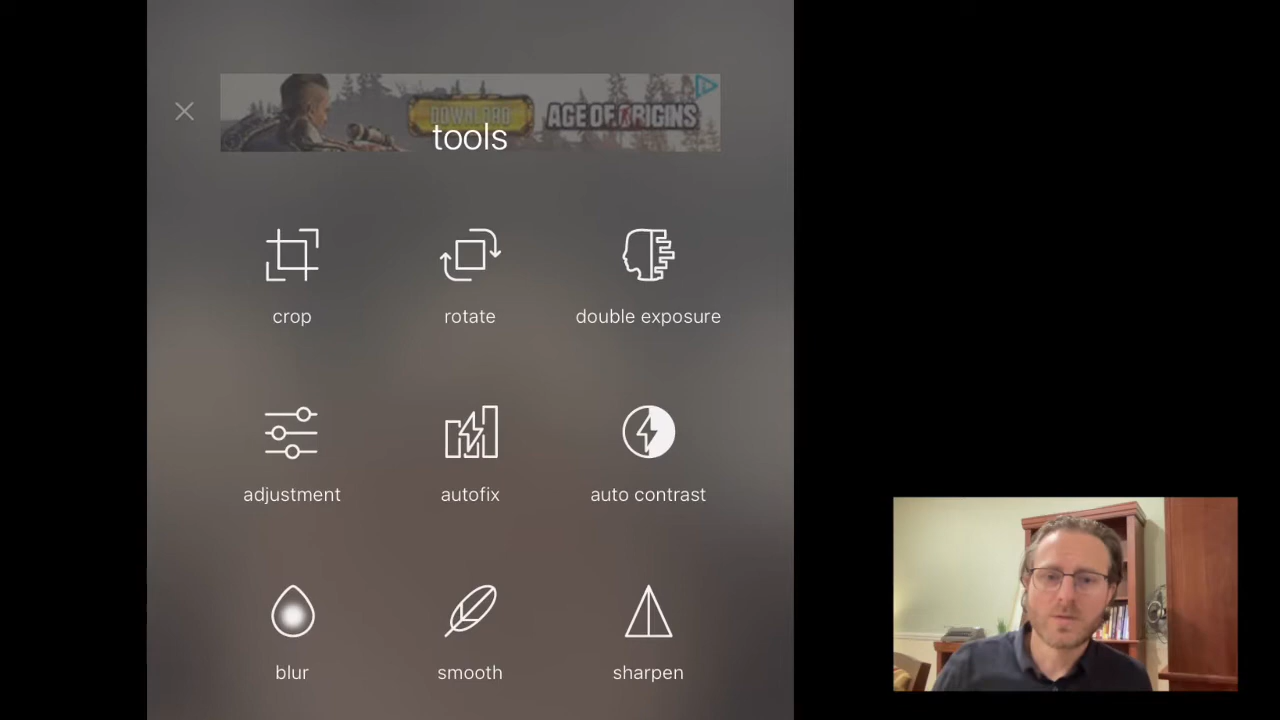 DOWNLOAD
AGE OF ORIGINS
tools
crop
rotate
double exposure
adjustment
autofix
auto contrast
blur
smooth
sharpen